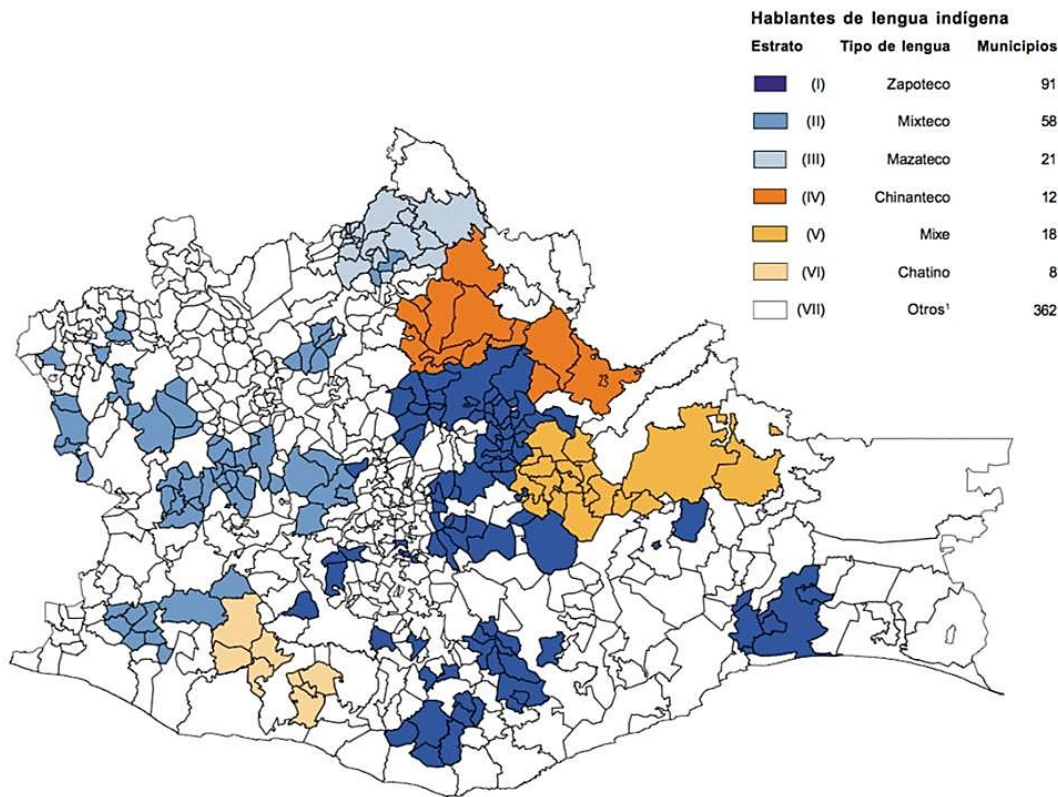 Hablantes de lengua indígena
Estrato Tipo de lengua Municipios
(I) Zapoteco 91
(II) Mixteco 58
(III) Mazateco 21
(IV) Chinanteco 12
(V) Mixe 18
(VI) Chatino 8
(VII) Otros¹ 362